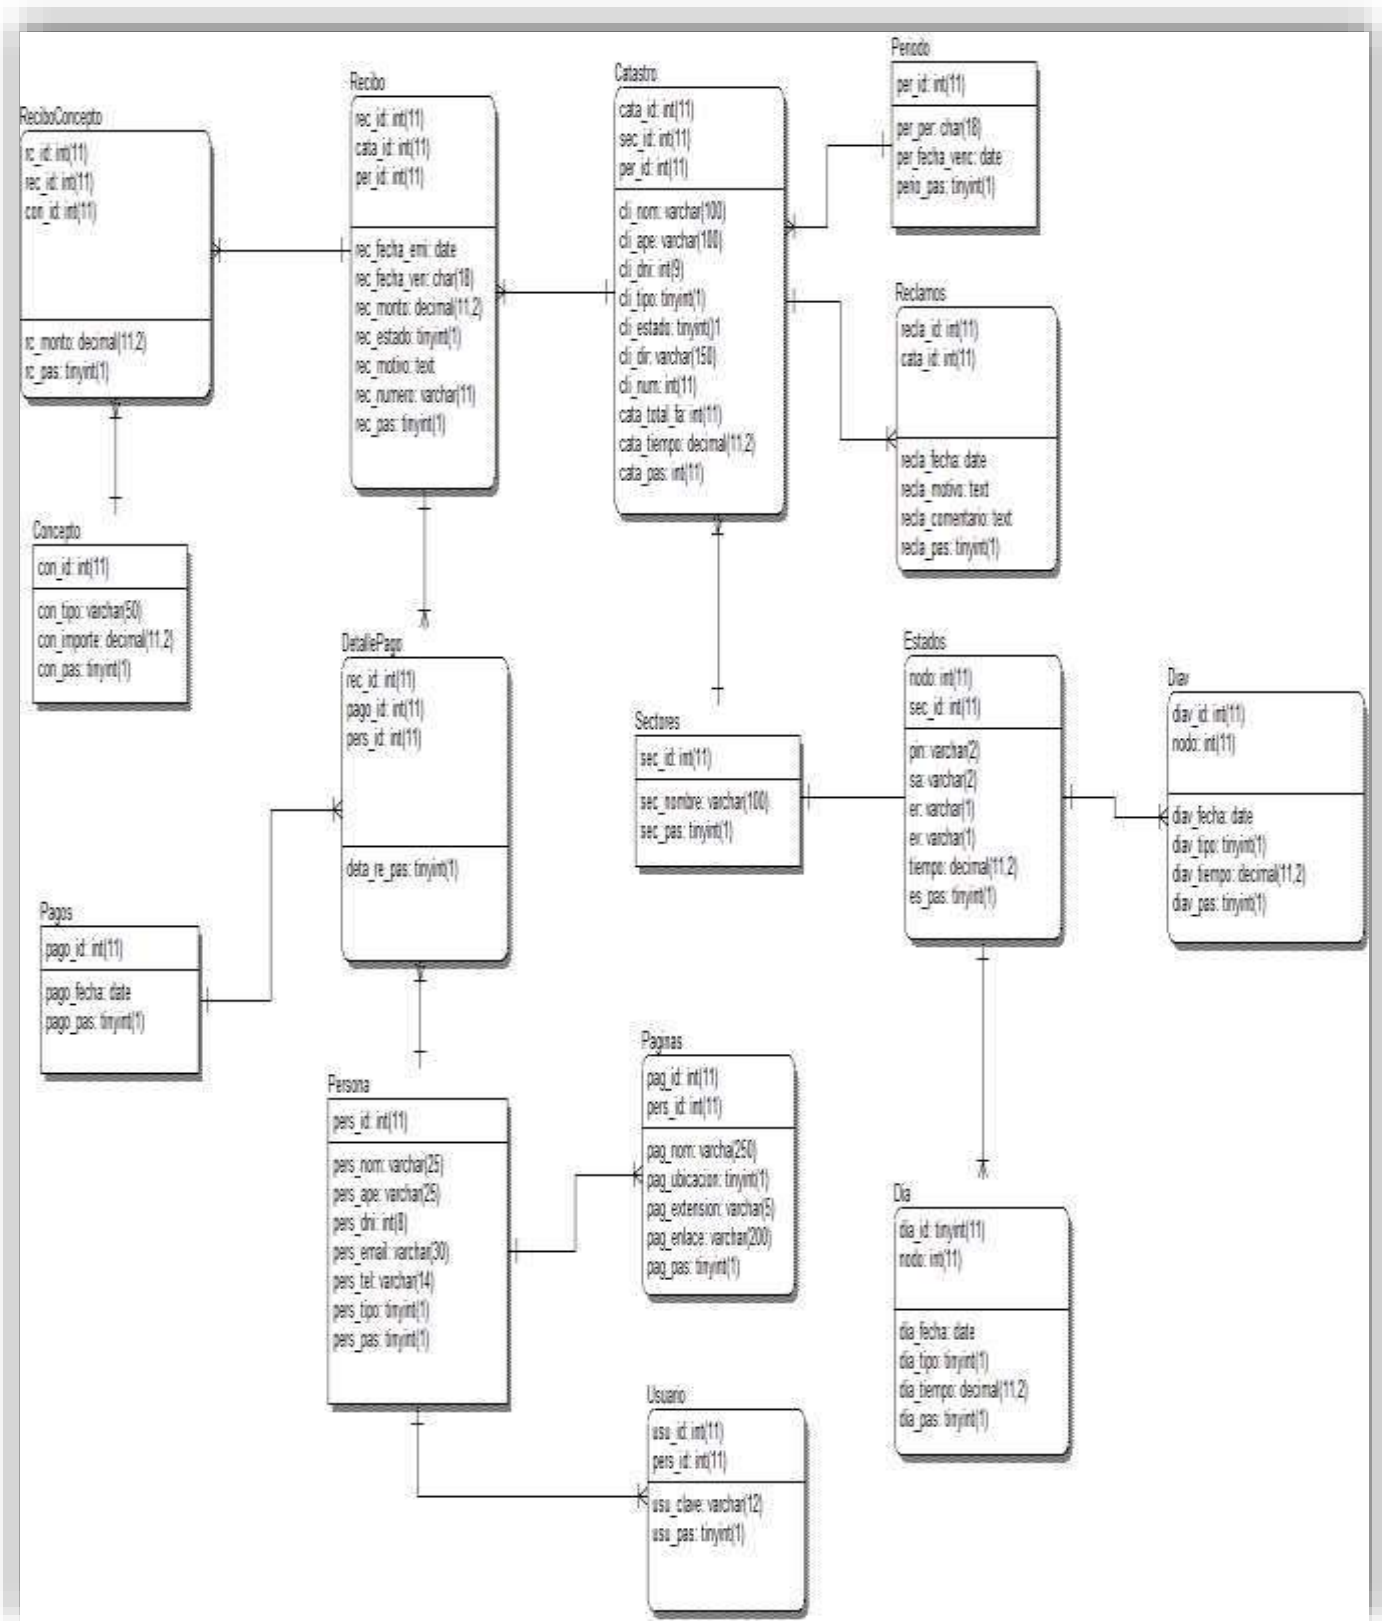 ReciboConcepto
rc_id: int(11)
rec_id: int(11)
con_id: int(11)
rc_monto: decimal(11,2)
rc_pas: tinyint(1)
Recibo
rec_id: int(11)
cata_id: int(11)
per_id: int(11)
rec_fecha_emi: date
rec_fecha_ven: char(18)
rec_monto: decimal(11,2)
rec_estado: tinyint(1)
rec_motivo: text
rec_numero: varchar(11)
rec_pas: tinyint(1)
Catastro
cata_id: int(11)
sec_id: int(11)
per_id: int(11)
cli_nom: varchar(100)
cli_ape: varchar(100)
cli_dni: int(9)
cli_tipo: tinyint(1)
cli_estado: tinyint()1
cli_dir: varchar(150)
cli_num: int(11)
cata_total_fa: int(11)
cata_tiempo: decimal(11,2)
cata_pas: int(11)
Periodo
per_id: int(11)
per_per: char(18)
per_fecha_venc: date
perio_pas: tinyint(1)
Reclamos
recla_id: int(11)
cata_id: int(11)
recla_fecha: date
recla_motivo: text
recla_comentario: text
recla_pas: tinyint(1)
Concepto
con_id: int(11)
con_tipo: varchar(50)
con_importe: decimal(11,2)
con_pas: tinyint(1)
DetallePago
rec_id: int(11)
pago_id: int(11)
pers_id: int(11)
deta_re_pas: tinyint(1)
Sectores
sec_id: int(11)
sec_nombre: varchar(100)
sec_pas: tinyint(1)
Estados
nodo: int(11)
sec_id: int(11)
pin: varchar(2)
sa: varchar(2)
er: varchar(1)
ev: varchar(1)
tiempo: decimal(11,2)
es_pas: tinyint(1)
Diav
diav_id: int(11)
nodo: int(11)
diav_fecha: date
diav_tipo: tinyint(1)
diav_tiempo: decimal(11,2)
diav_pas: tinyint(1)
Pagos
pago_id: int(11)
pago_fecha: date
pago_pas: tinyint(1)
Persona
pers_id: int(11)
pers_nom: varchar(25)
pers_ape: varchar(25)
pers_dni: int(8)
pers_email: varchar(30)
pers_tel: varchar(14)
pers_tipo: tinyint(1)
pers_pas: tinyint(1)
Paginas
pag_id: int(11)
pers_id: int(11)
pag_nom: varcha(250)
pag_ubicacion: tinyint(1)
pag_extension: varchar(5)
pag_enlace: varchar(200)
pag_pas: tinyint(1)
Dia
dia_id: tinyint(11)
nodo: int(11)
dia_fecha: date
dia_tipo: tinyint(1)
dia_tiempo: decimal(11,2)
dia_pas: tinyint(1)
Usuario
usu_id: int(11)
pers_id: int(11)
usu_clave: varchar(12)
usu_pas: tinyint(1)